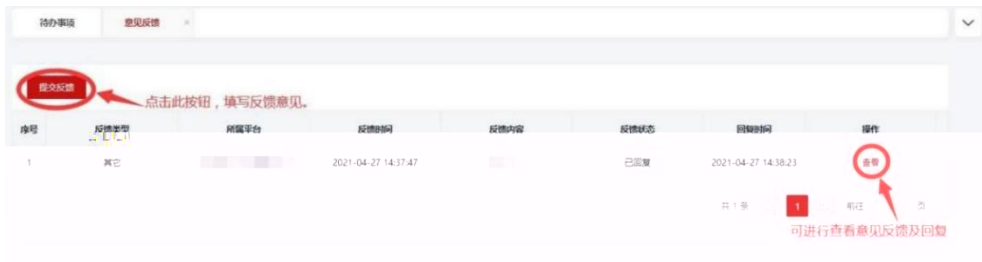 待办事项 意见反馈 ×
提交反馈
点击此按钮，填写反馈意见。
序号 反馈类型 所属平台 反馈时间 反馈内容 反馈状态 回复时间 操作
1 其它 2021-04-27 14:37:47 已回复 2021-04-27 14:38:23 查看
共 1 条 1 前往 页
可进行查看意见反馈及回复